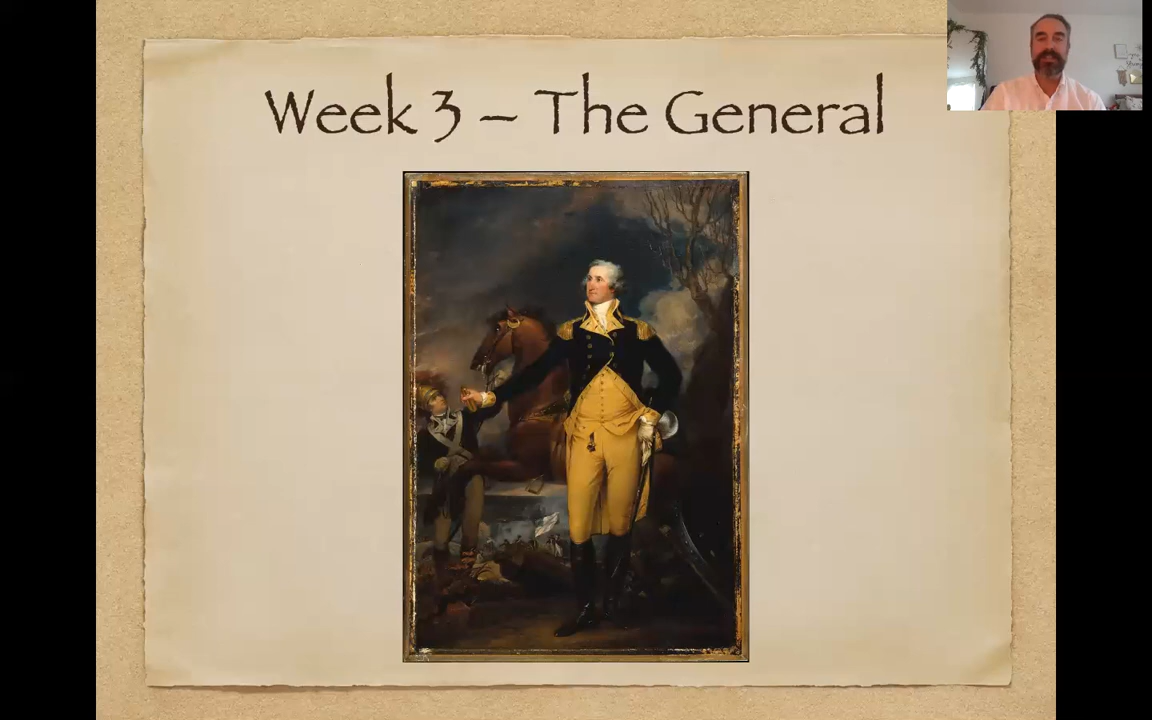 Week 3 – The General